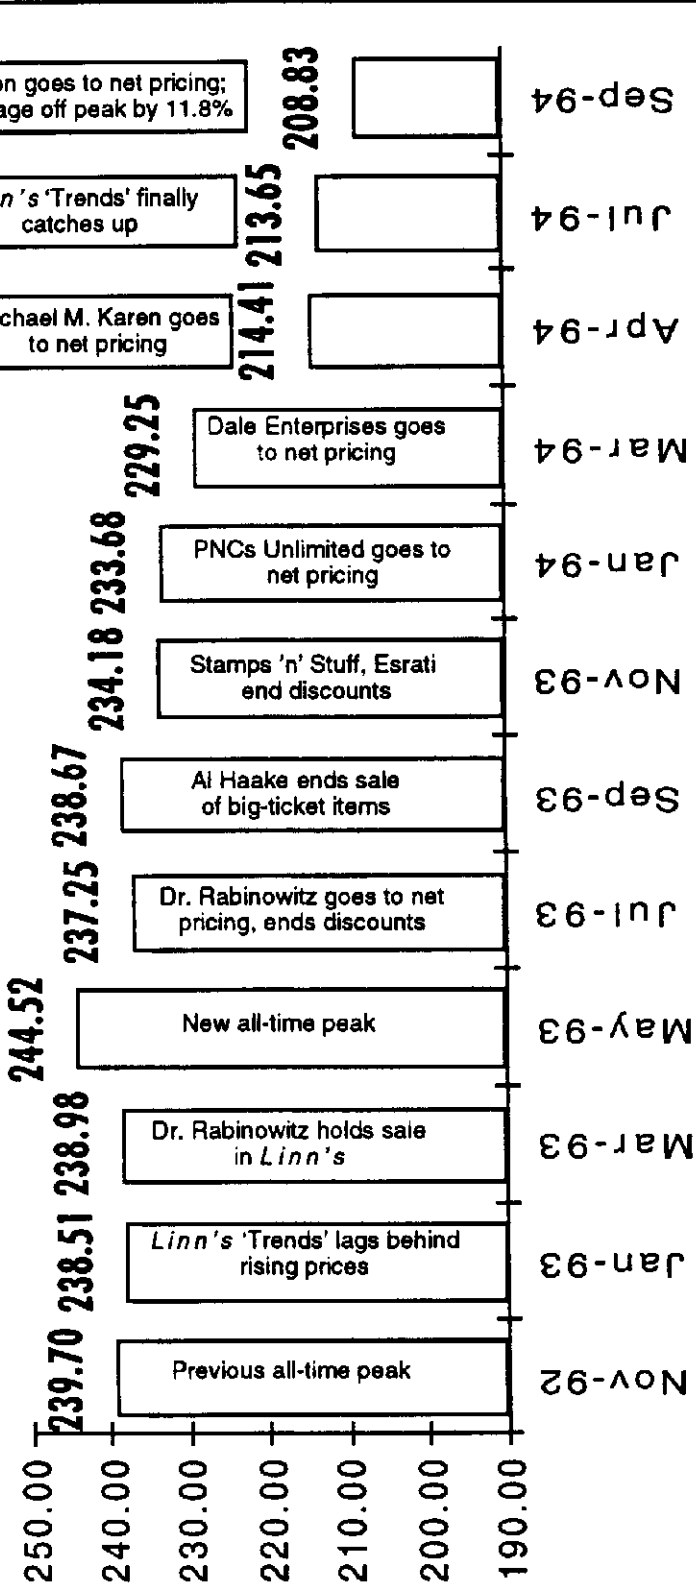 on goes to net pricing;
age off peak by 11.8%
208.83
Sep-94
n's 'Trends' finally
catches up
213.65
Jul-94
chael M. Karen goes
to net pricing
214.41
Apr-94
229.25
Dale Enterprises goes
to net pricing
Mar-94
233.68
PNCs Unlimited goes to
net pricing
Jan-94
234.18
Stamps 'n' Stuff, Esrati
end discounts
Nov-93
238.67
Al Haake ends sale
of big-ticket items
Sep-93
237.25
Dr. Rabinowitz goes to net
pricing, ends discounts
Jul-93
244.52
New all-time peak
May-93
238.98
Dr. Rabinowitz holds sale
in Linn's
Mar-93
238.51
Linn's 'Trends' lags behind
rising prices
Jan-93
239.70
Previous all-time peak
Nov-92
250.00
240.00
230.00
220.00
210.00
200.00
190.00